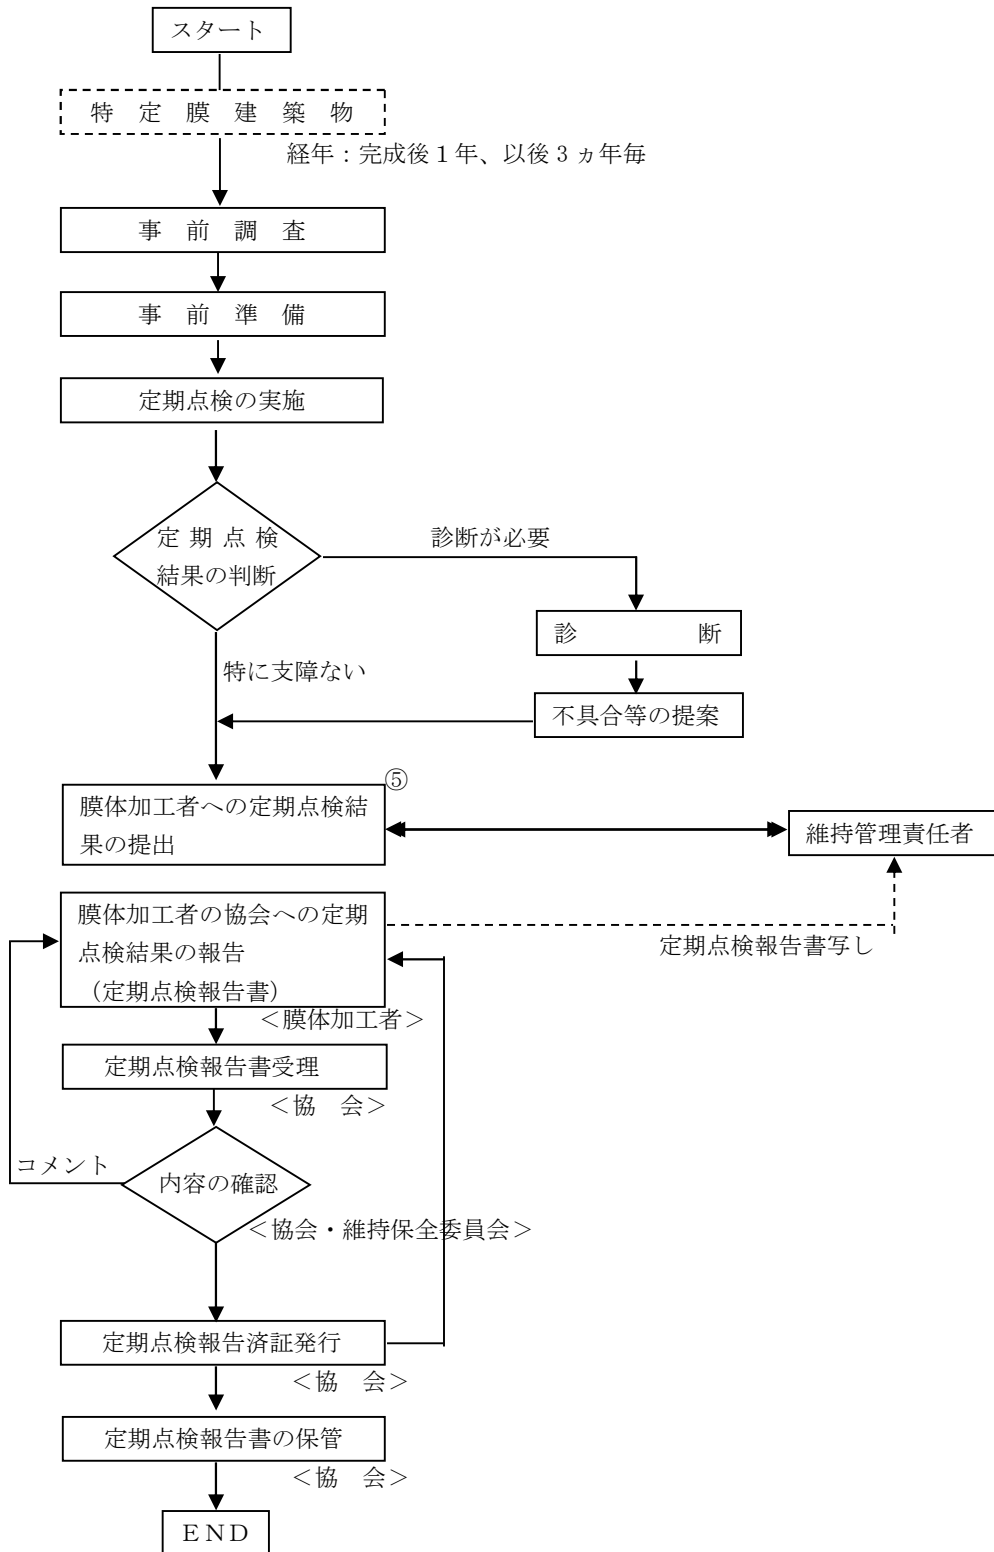 スタート
特 定 膜 建 築 物
経年：完成後１年、以後３ヵ年毎
事 前 調 査
事 前 準 備
定期点検の実施
定 期 点 検
結果の判断
診断が必要
診 断
特に支障ない
不具合等の提案
⑤
膜体加工者への定期点検結
果の提出
維持管理責任者
膜体加工者の協会への定期
点検結果の報告
（定期点検報告書）
定期点検報告書写し
＜膜体加工者＞
定期点検報告書受理
＜協　会＞
コメント
内容の確認
＜協会・維持保全委員会＞
定期点検報告済証発行
＜協　会＞
定期点検報告書の保管
＜協　会＞
ＥＮＤ